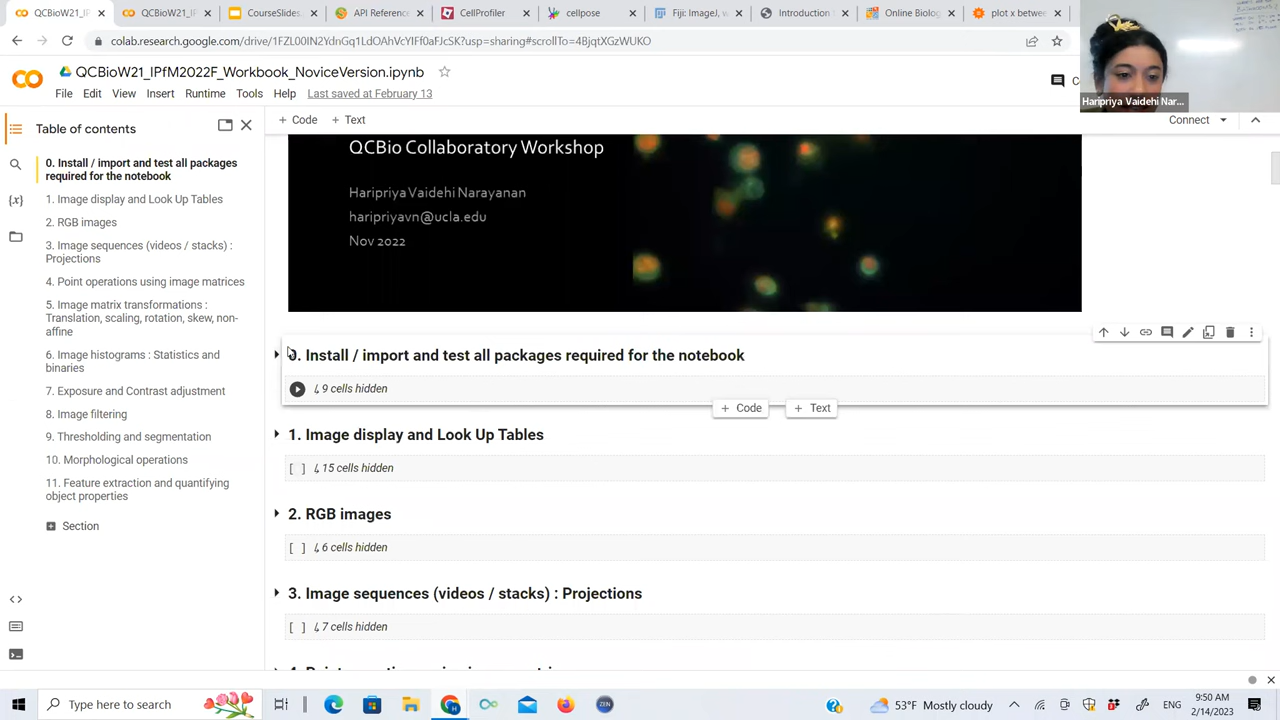 QCBioW21_IP
QCBioW21_IP
CourseSlides
API Reference
CellProfiler
cellpose
Fiji: ImageJ, w
Introduction
Online Biolog
plot x betwee
colab.research.google.com/drive/
QCBioW21_IPfM2022F_Workbook_NoviceVersion.ipynb
File Edit View Insert Runtime Tools Help Last saved at February 13
Haripriya Vaidehi Nar...
Table of contents
+ Code + Text
Connect
0. Install / import and test all packages
required for the notebook
1. Image display and Look Up Tables
2. RGB images
3. Image sequences (videos / stacks) :
Projections
4. Point operations using image matrices
5. Image matrix transformations :
Translation, scaling, rotation, skew, non-
affine
6. Image histograms : Statistics and
binaries
7. Exposure and Contrast adjustment
8. Image filtering
9. Thresholding and segmentation
10. Morphological operations
11. Feature extraction and quantifying
object properties
Section
QCBio Collaboratory Workshop
Haripriya Vaidehi Narayanan
haripriyavn@ucla.edu
Nov 2022
0. Install / import and test all packages required for the notebook
9 cells hidden
+ Code + Text
1. Image display and Look Up Tables
[ ] 15 cells hidden
2. RGB images
[ ] 6 cells hidden
3. Image sequences (videos / stacks) : Projections
[ ] 7 cells hidden
Type here to search
ZEN
53°F Mostly cloudy
ENG
9:50 AM
2/14/2023